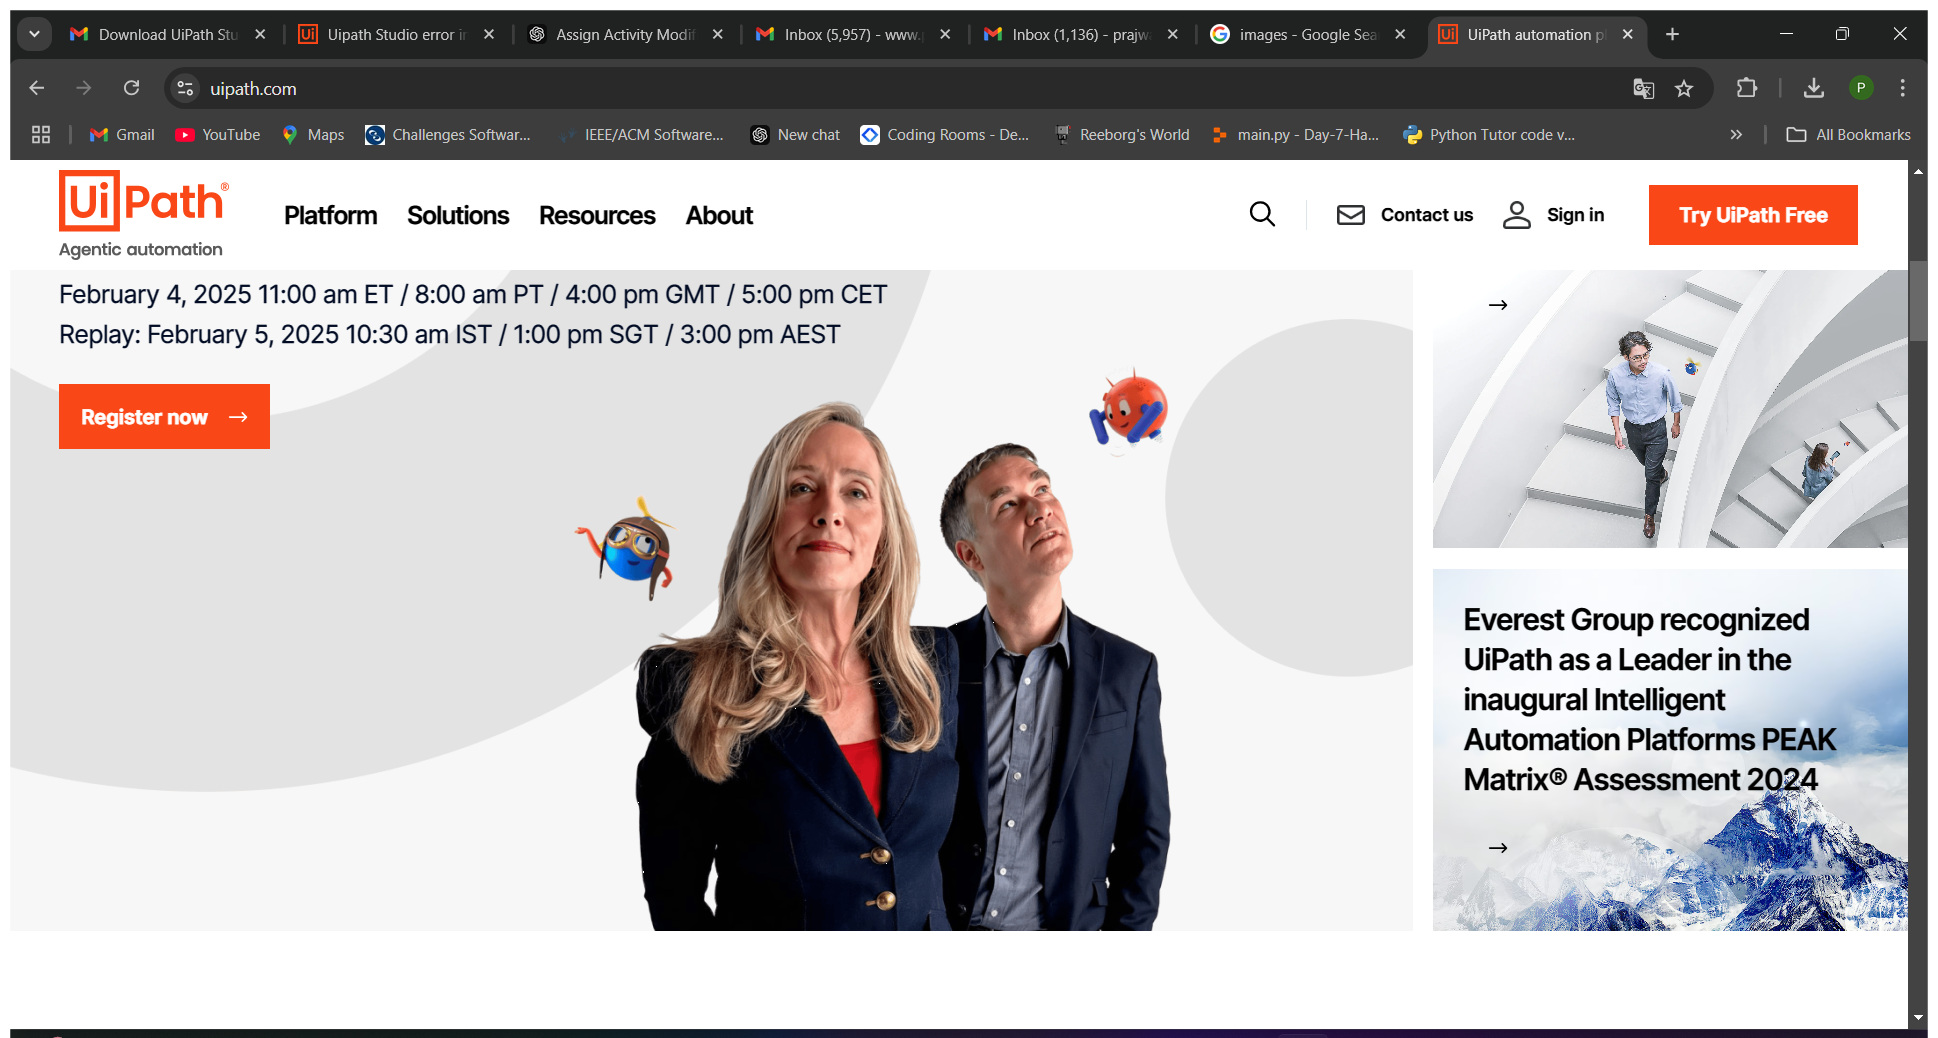 Download UiPath Stu
Uipath Studio error in
Assign Activity Modif
Inbox (5,957) - www.
Inbox (1,136) - prajw
images - Google Sea
UiPath automation pl
uipath.com
P
Gmail
YouTube
Maps
Challenges Softwar...
IEEE/ACM Software...
New chat
Coding Rooms - De...
Reeborg's World
main.py - Day-7-Ha...
Python Tutor code v...
All Bookmarks
UiPath®
Agentic automation
Platform
Solutions
Resources
About
Contact us
Sign in
Try UiPath Free
February 4, 2025 11:00 am ET / 8:00 am PT / 4:00 pm GMT / 5:00 pm CET
Replay: February 5, 2025 10:30 am IST / 1:00 pm SGT / 3:00 pm AEST
Register now
Everest Group recognized
UiPath as a Leader in the
inaugural Intelligent
Automation Platforms PEAK
Matrix® Assessment 2024